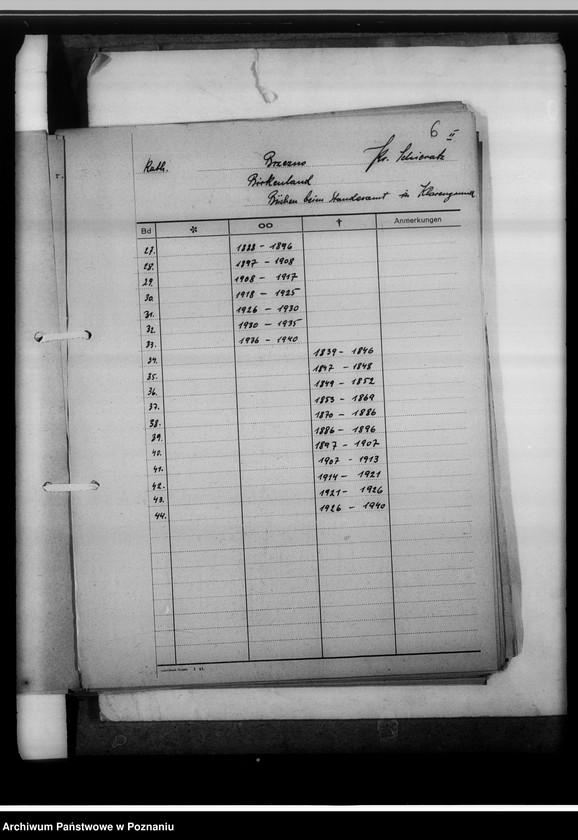 6 II
Kath. Brzezno Kr. Schieratz
Birkenland
Bücher beim Standesamt in
Bd * ∞ † Anmerkungen
27. 1888 - 1896
28. 1897 - 1908
29. 1908 - 1917
30. 1918 - 1925
31. 1926 - 1930
32. 1930 - 1935
33. 1936 - 1940
34. 1839 - 1846
35. 1847 - 1848
36. 1849 - 1852
37. 1853 - 1869
38. 1870 - 1886
39. 1886 - 1896
40. 1897 - 1907
41. 1907 - 1913
42. 1914 - 1921
43. 1921 - 1926
44. 1926 - 1940
Archiwum Państwowe w Poznaniu